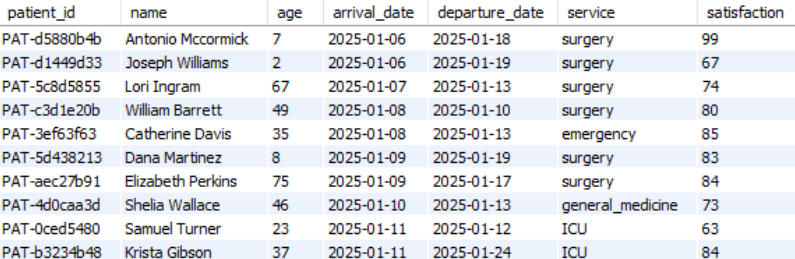 patient_id name age arrival_date departure_date service satisfaction
PAT-d5880b4b Antonio Mccormick 7 2025-01-06 2025-01-18 surgery 99
PAT-d1449d33 Joseph Williams 2 2025-01-06 2025-01-19 surgery 67
PAT-5c8d5855 Lori Ingram 67 2025-01-07 2025-01-13 surgery 74
PAT-c3d1e20b William Barrett 49 2025-01-08 2025-01-10 surgery 80
PAT-3ef63f63 Catherine Davis 35 2025-01-08 2025-01-13 emergency 85
PAT-5d438213 Dana Martinez 8 2025-01-09 2025-01-19 surgery 83
PAT-aec27b91 Elizabeth Perkins 75 2025-01-09 2025-01-17 surgery 84
PAT-4d0caa3d Shelia Wallace 46 2025-01-10 2025-01-13 general_medicine 73
PAT-0ced5480 Samuel Turner 23 2025-01-11 2025-01-12 ICU 63
PAT-b3234b48 Krista Gibson 37 2025-01-11 2025-01-24 ICU 84